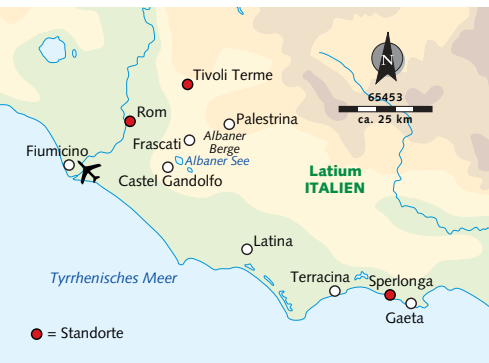 Tivoli Terme
N
65453
ca. 25 km
Rom
Palestrina
Frascati
Albaner
Berge
Albaner See
Fiumicino
Castel Gandolfo
Latium
ITALIEN
Latina
Tyrrhenisches Meer
Terracina
Sperlonga
Gaeta
= Standorte